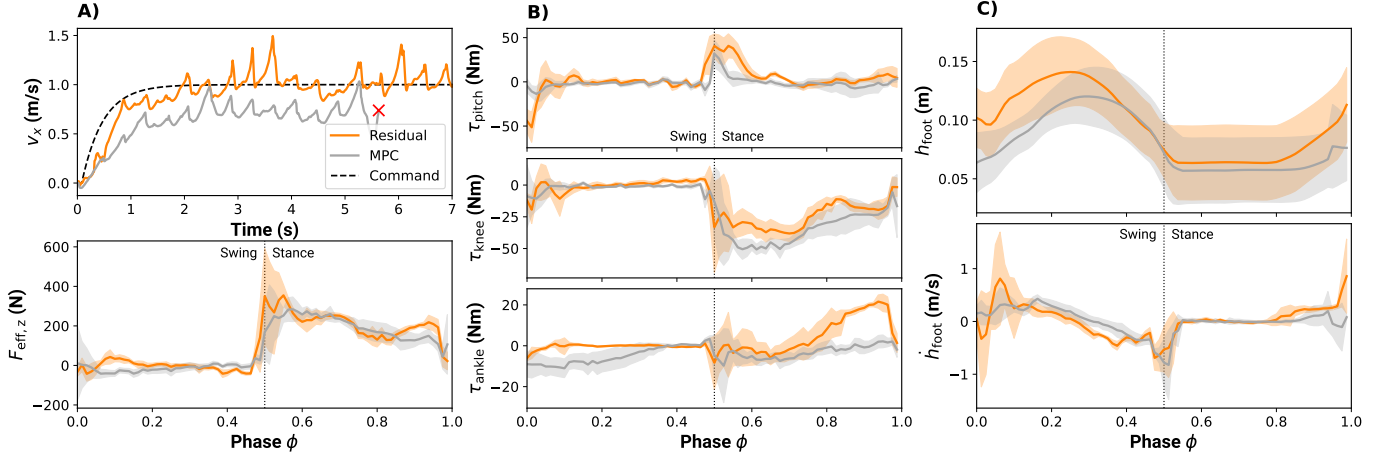 A)
1.5
1.0
0.5
0.0
v_x (m/s)
Residual
MPC
Command
0 1 2 3 4 5 6 7
Time (s)
600
400
200
0
−200
F_eff, z (N)
Swing Stance
0.0 0.2 0.4 0.6 0.8 1.0
Phase ϕ
B)
50
0
−50
τ_pitch (Nm)
Swing Stance
0
−25
−50
τ_knee (Nm)
20
0
−20
τ_ankle (Nm)
0.0 0.2 0.4 0.6 0.8 1.0
Phase ϕ
C)
0.15
0.10
0.05
h_foot (m)
Swing Stance
1
0
−1
ḣ_foot (m/s)
0.0 0.2 0.4 0.6 0.8 1.0
Phase ϕ